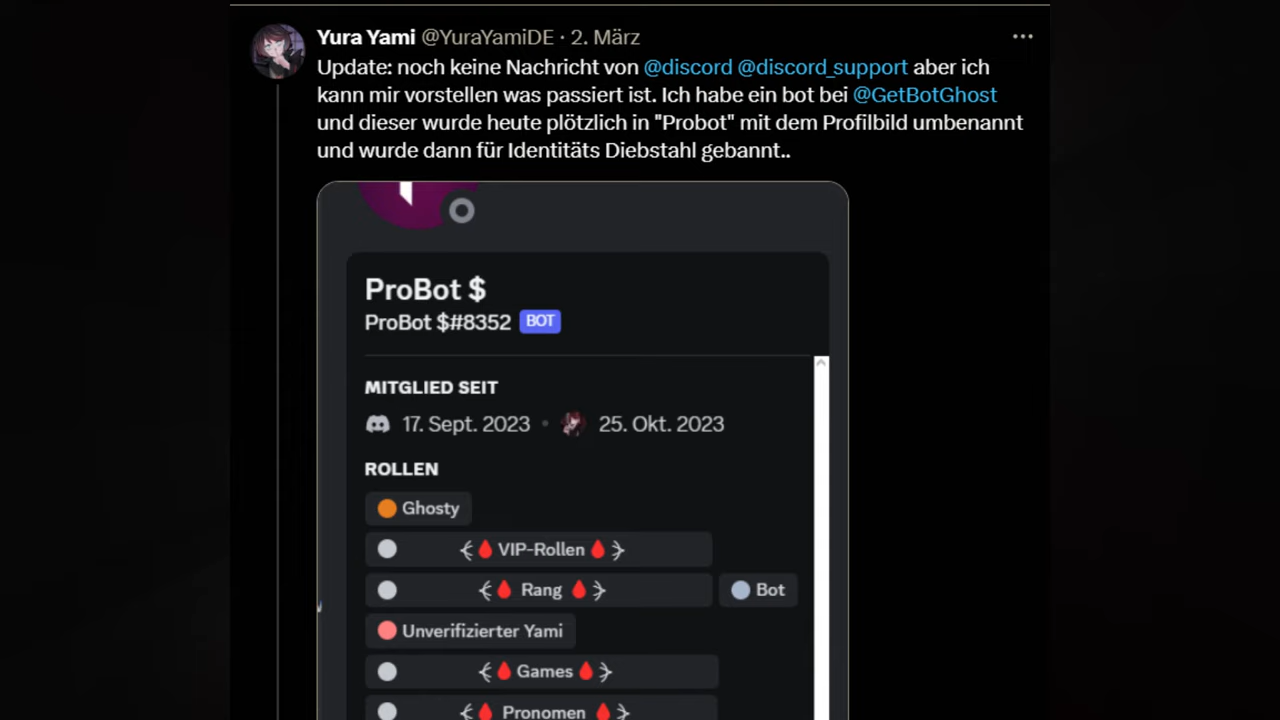 Yura Yami @YuraYamiDE · 2. März
Update: noch keine Nachricht von @discord @discord_support aber ich
kann mir vorstellen was passiert ist. Ich habe ein bot bei @GetBotGhost
und dieser wurde heute plötzlich in "Probot" mit dem Profilbild umbenannt
und wurde dann für Identitäts Diebstahl gebannt..
ProBot $
ProBot $#8352 BOT
MITGLIED SEIT
17. Sept. 2023 • 25. Okt. 2023
ROLLEN
Ghosty
VIP-Rollen
Rang
Bot
Unverifizierter Yami
Games
Pronomen